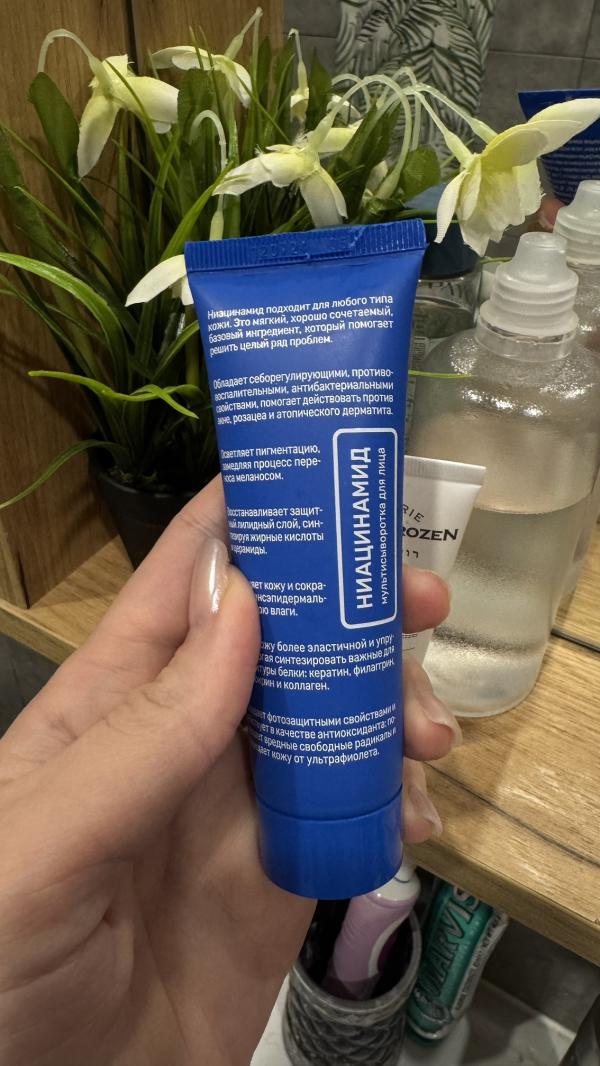 Ниацинамид подходит для любого типа
кожи. Это мягкий, хорошо сочетаемый,
базовый ингредиент, который помогает
решить целый ряд проблем.
Обладает себорегулирующими, противо-
воспалительными, антибактериальными
свойствами, помогает действовать против
акне, розацеа и атопического дерматита.
Осветляет пигментацию,
замедляя процесс пере-
носа меланосом.
Восстанавливает защит-
ный липидный слой, син-
тезируя жирные кислоты
церамиды.
кожу и сокра-
влаги.
более эластичной и упру-
синтезировать важные для
белки: кератин, филаггрин,
и коллаген.
фотозащитными свойствами и
в качестве антиоксиданта: по-
вредные свободные радикалы и
кожу от ультрафиолета.
НИАЦИНАМИД
мультисыворотка для лица
MARVIS